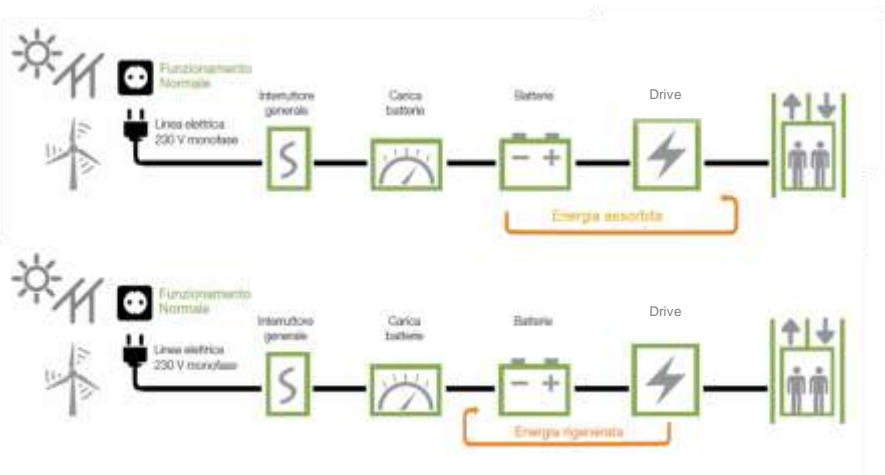 Funzionamento
Normale
Linea elettrica
230 V monofase
Interruttore
generale
Carica
batterie
Batterie
Drive
Energia assorbita
Funzionamento
Normale
Linea elettrica
230 V monofase
Interruttore
generale
Carica
batterie
Batterie
Drive
Energia rigenerata